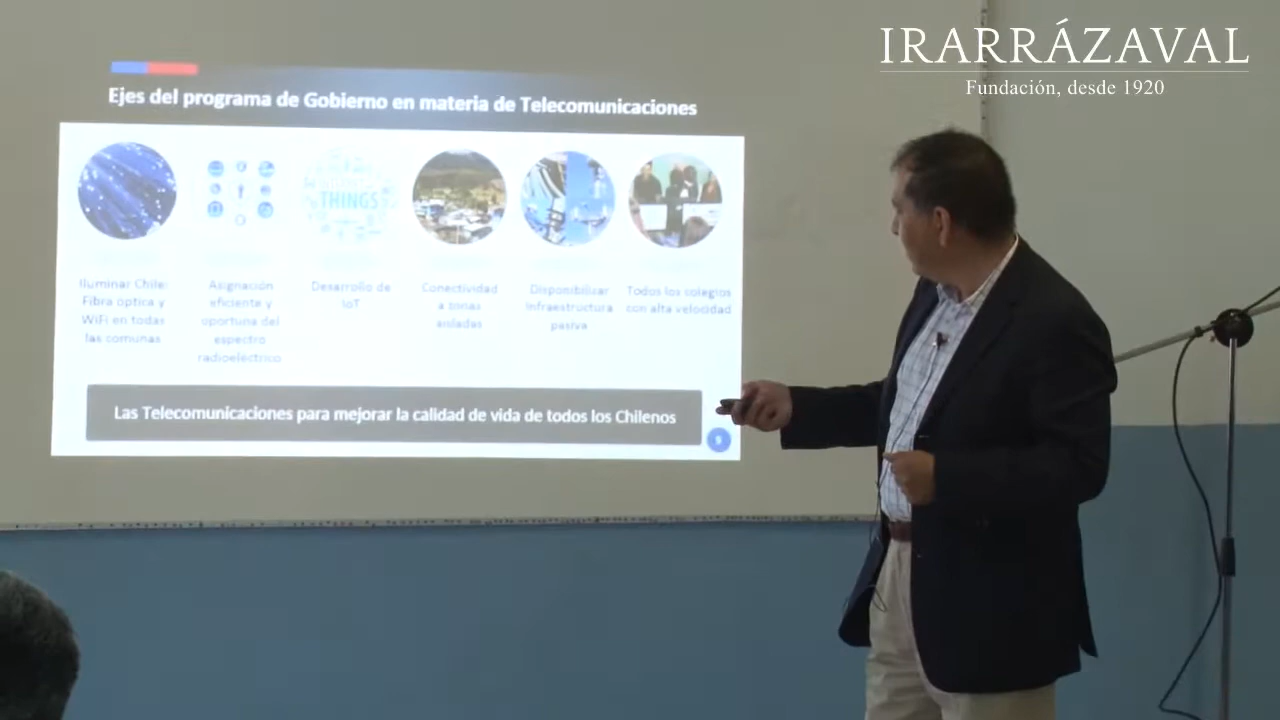 IRARRÁZAVAL
Fundación, desde 1920
Ejes del programa de Gobierno en materia de Telecomunicaciones
THINGS
Iluminar Chile:
Fibra óptica y
WiFi en todas
las comunas
Asignación
eficiente y
oportuna del
espectro
radioeléctrico
Desarrollo de
IoT
Conectividad
a zonas
aisladas
Disponibilizar
infraestructura
pasiva
Todos los colegios
con alta velocidad
Las Telecomunicaciones para mejorar la calidad de vida de todos los Chilenos
9